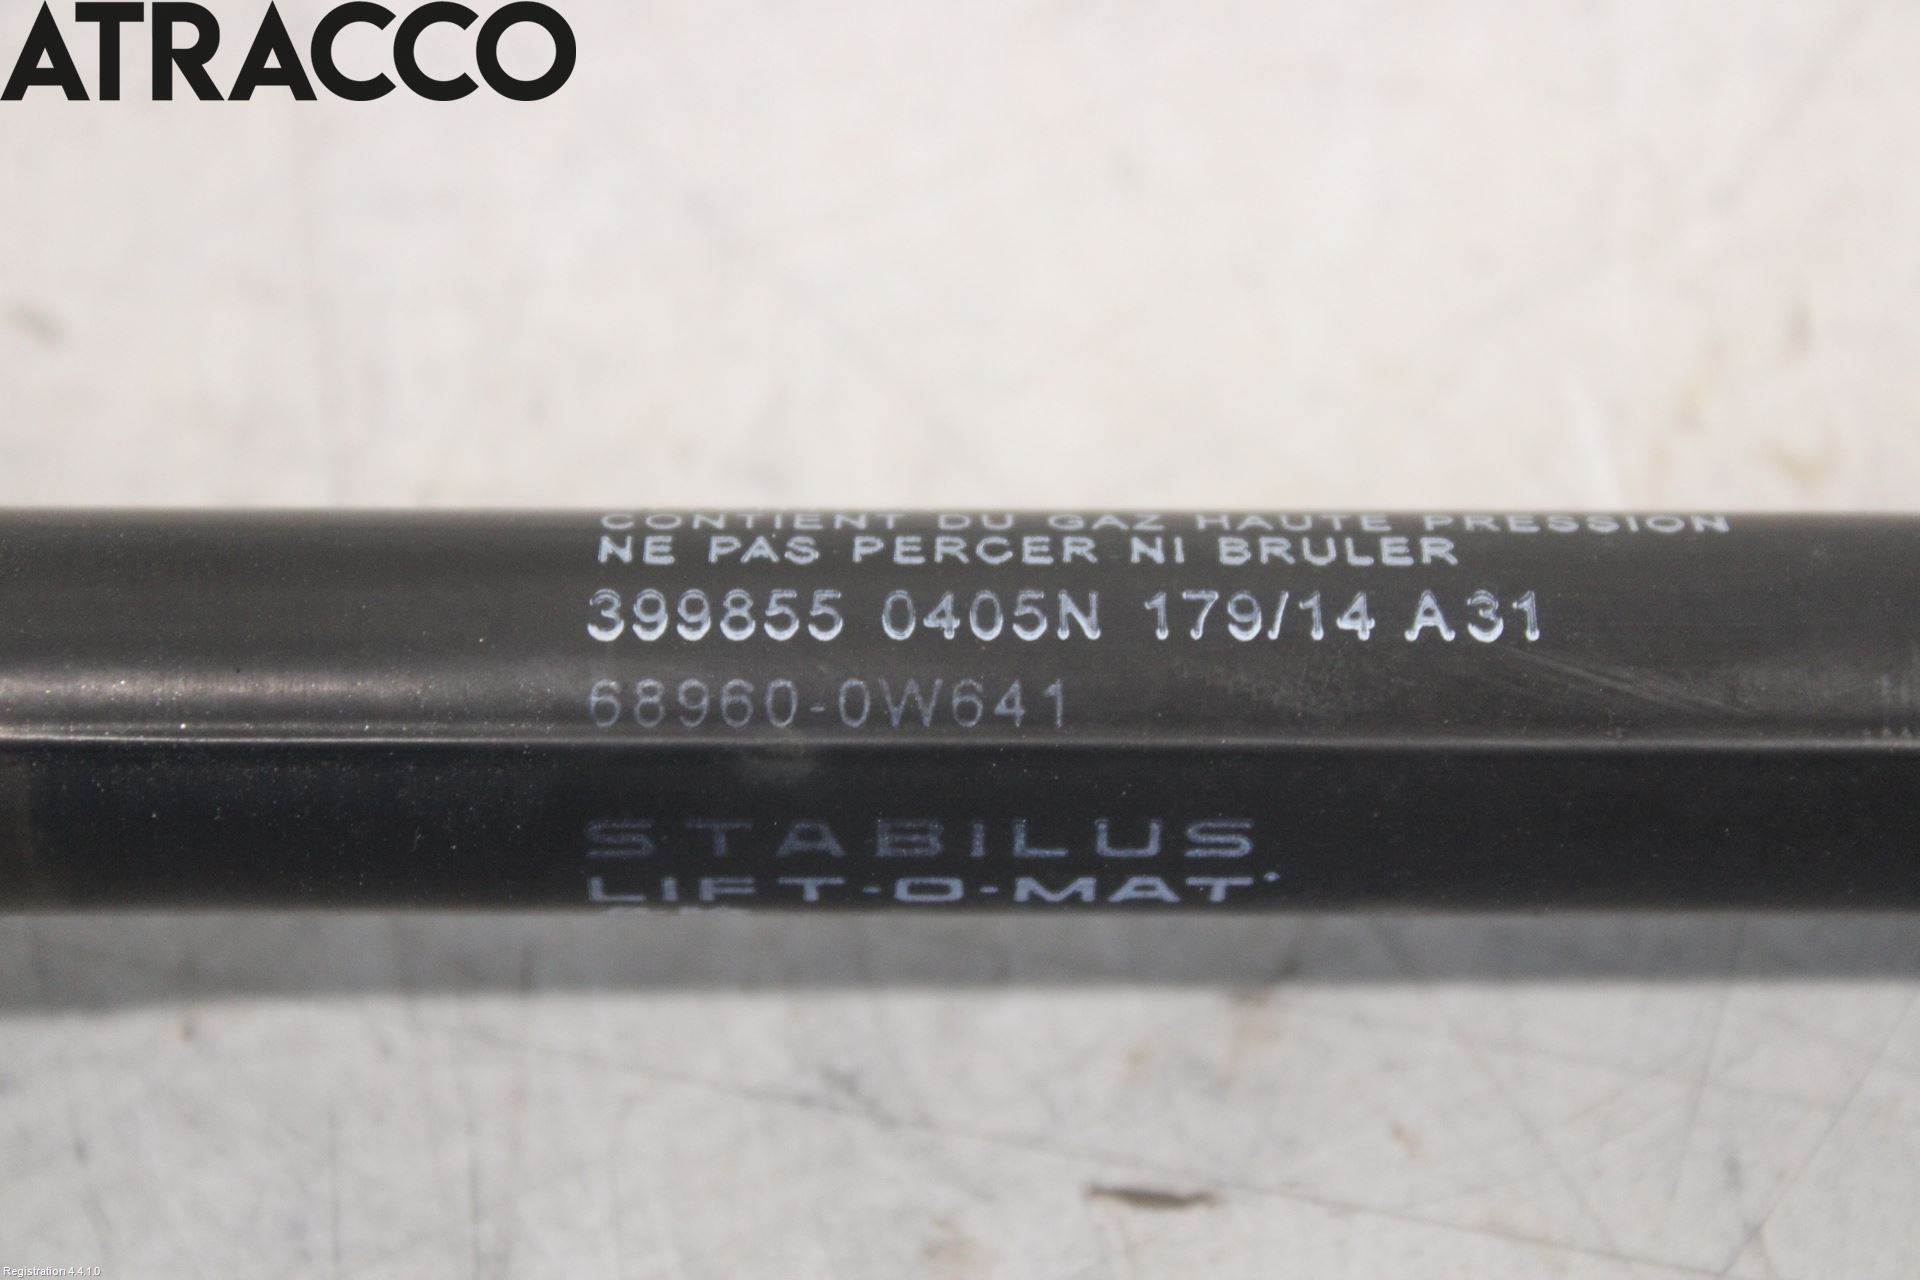 ATRACCO
CONTIENT DU GAZ HAUTE PRESSION
NE PAS PERCER NI BRULER
399855 0405N 179/14 A31
68960-0W641
STABILUS
LIFT-O-MAT
Registration 4.4.1.0